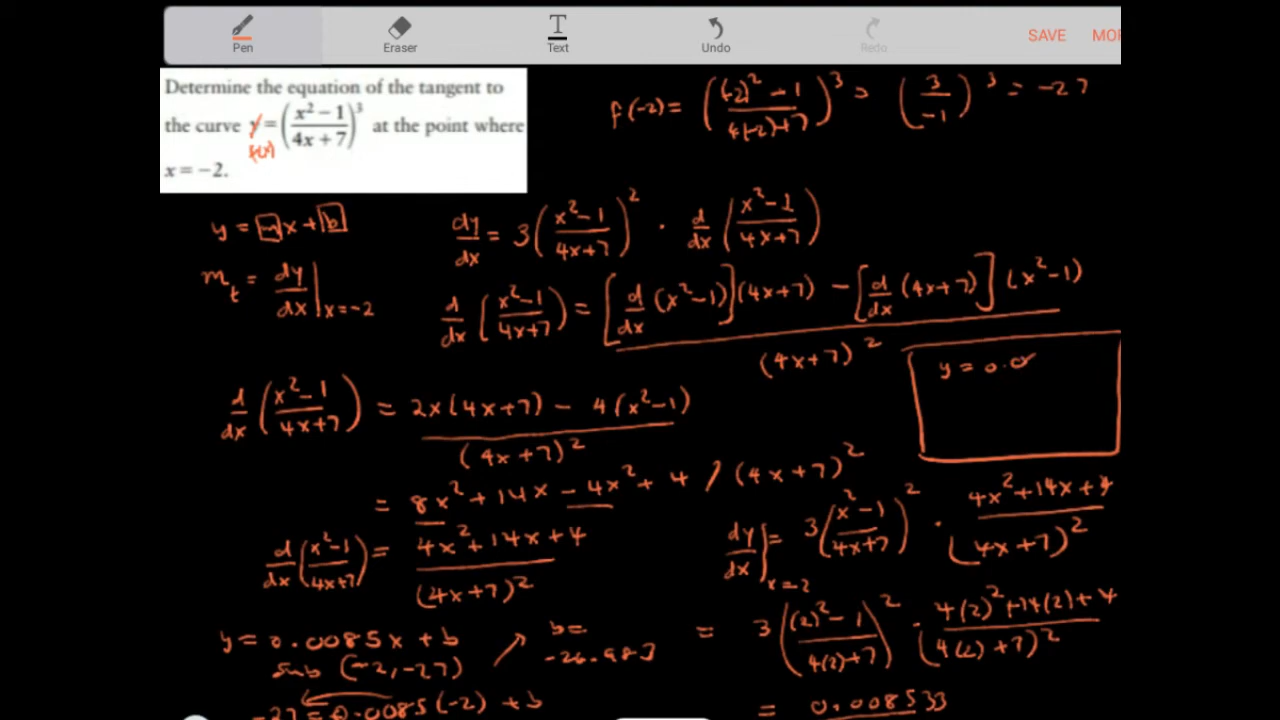 Pen Eraser Text Undo Redo SAVE MOR
Determine the equation of the tangent to
the curve y = ((x² − 1)/(4x + 7))³ at the point where
f(x)
x = −2.
f(-2) = (((-2)² - 1)/(4(-2)+7))³ = (3/-1)³ = -27
y = mx + b
dy/dx = 3((x²-1)/(4x+7))² · d/dx((x²-1)/(4x+7))
m_t = dy/dx |x=-2
d/dx((x²-1)/(4x+7)) = [d/dx(x²-1)](4x+7) - [d/dx(4x+7)](x²-1) / (4x+7)²
y = 0.0
d/dx((x²-1)/(4x+7)) = 2x(4x+7) - 4(x²-1) / (4x+7)²
= 8x² + 14x - 4x² + 4 / (4x+7)²
d/dx((x²-1)/(4x+7)) = (4x²+14x+4)/(4x+7)²
dy/dx |x=2 = 3((x²-1)/(4x+7))² · (4x²+14x+4)/(4x+7)²
= 3(((2)²-1)/(4(2)+7))² · (4(2)²+14(2)+4)/(4(2)+7)²
= 0.008533
y = 0.0085x + b
sub (-2,-27)
-27 = 0.0085(-2) + b
b =
-26.983